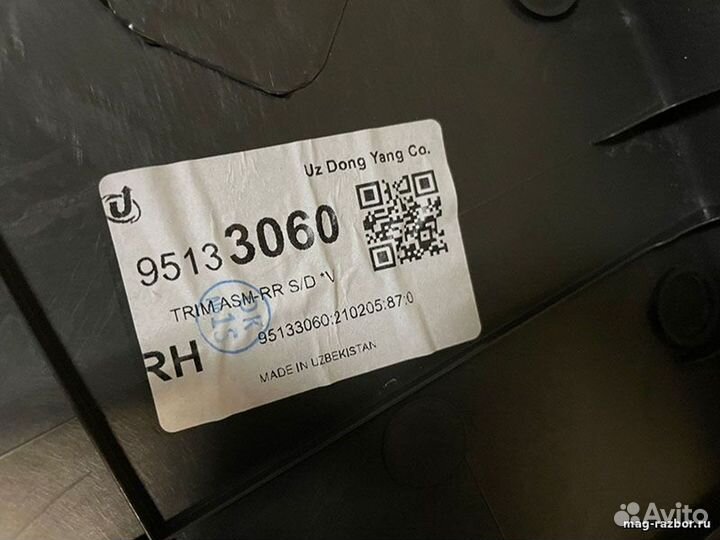 Uz Dong Yang Co.
95133060
TRIM ASM-RR S/D *V
OK
95133060:210205:87:0
RH
MADE IN UZBEKISTAN
Avito
mag-razbor.ru